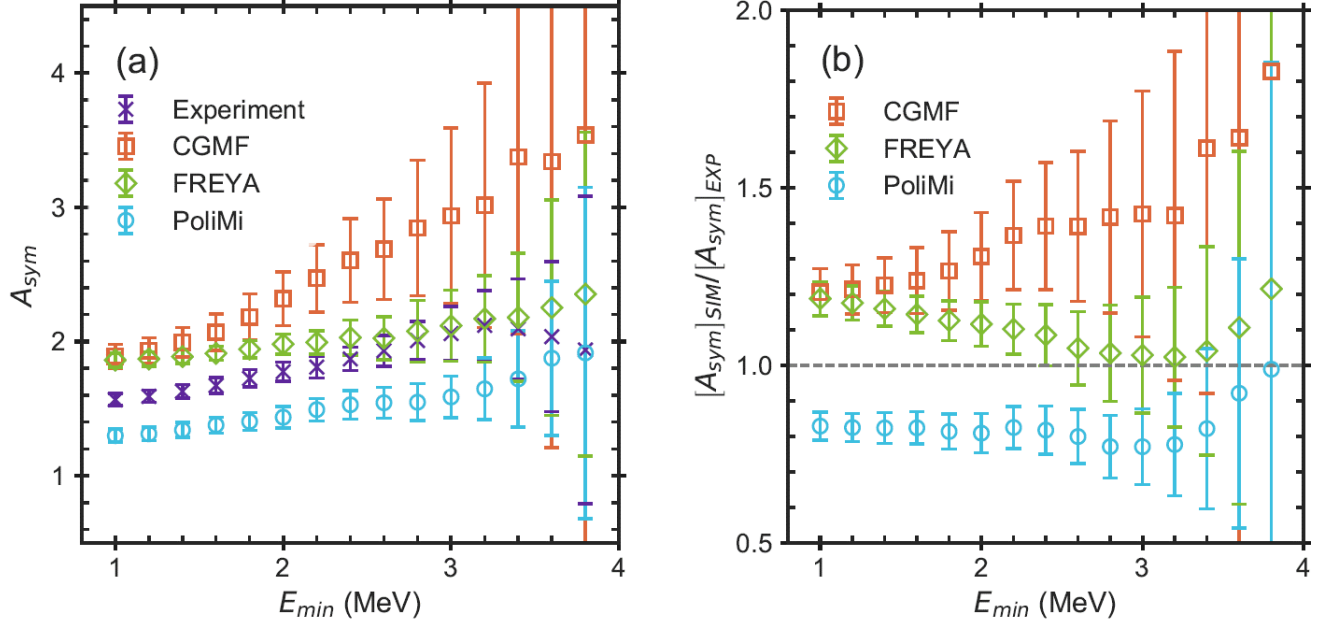 (a)
Experiment
CGMF
FREYA
PoliMi
4
3
2
1
A_sym
1 2 3 4
E_min (MeV)
(b)
CGMF
FREYA
PoliMi
2.0
1.5
1.0
0.5
[A_sym]_SIM/[A_sym]_EXP
1 2 3 4
E_min (MeV)